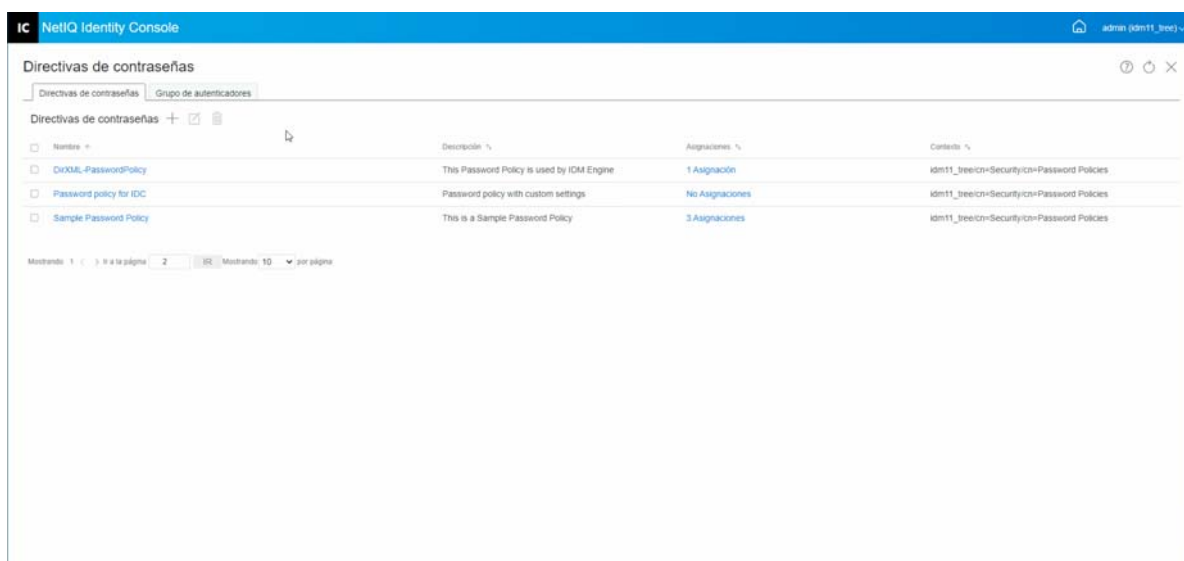 IC NetIQ Identity Console admin (idm11_tree)
Directivas de contraseñas
Directivas de contraseñas Grupo de autenticadores
Directivas de contraseñas
Nombre Descripción Asignaciones Contexto
DirXML-PasswordPolicy This Password Policy is used by IDM Engine 1 Asignación idm11_tree/cn=Security/cn=Password Policies
Password policy for IDC Password policy with custom settings No Asignaciones idm11_tree/cn=Security/cn=Password Policies
Sample Password Policy This is a Sample Password Policy 3 Asignaciones idm11_tree/cn=Security/cn=Password Policies
Mostrando 1 Ir a la página 2 IR Mostrando 10 por página